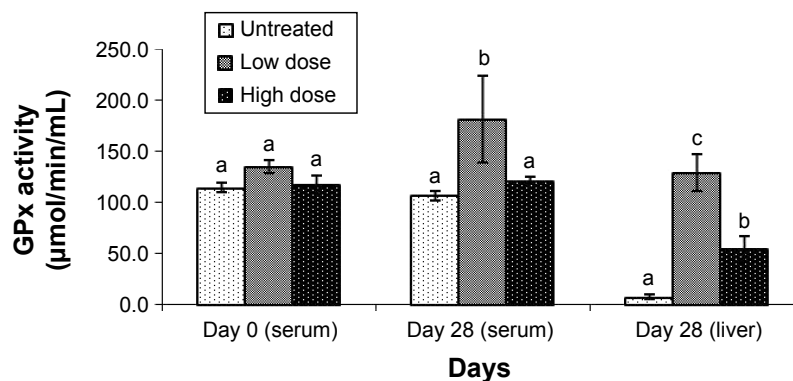 Untreated
Low dose
High dose
GPx activity
(µmol/min/mL)
250.0
200.0
150.0
100.0
50.0
0.0
a
a
a
a
b
a
a
c
b
Day 0 (serum)
Day 28 (serum)
Day 28 (liver)
Days